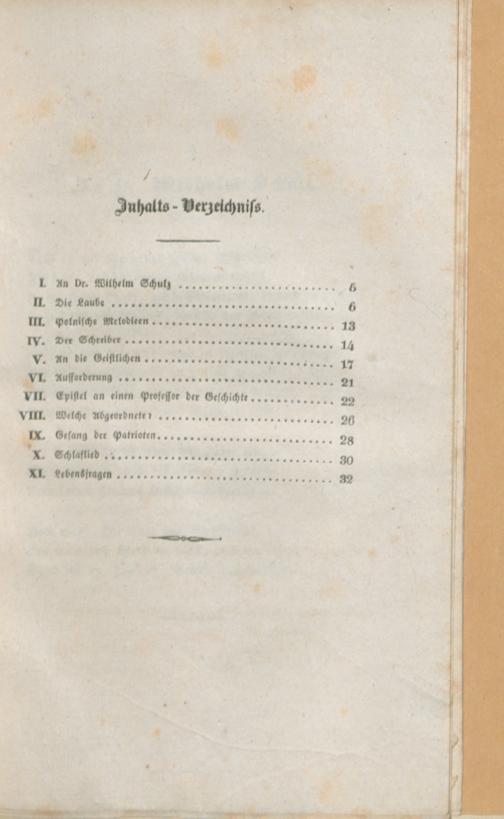 Inhalts-Verzeichniss.
I. An Dr. Wilhelm Schulz .......................... 5
II. Die Laube .......................... 6
III. Polnische Melodieen .......................... 13
IV. Der Schreiber .......................... 14
V. An die Geistlichen .......................... 17
VI. Aufforderung .......................... 21
VII. Epistel an einen Professor der Geschichte .......................... 22
VIII. Welche Abgeordnete? .......................... 26
IX. Gesang der Patrioten .......................... 28
X. Schlaflied .......................... 30
XI. Lebensfragen .......................... 32